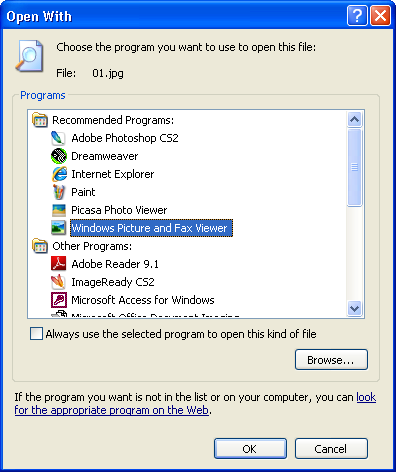 Open With
Choose the program you want to use to open this file:
File: 01.jpg
Programs
Recommended Programs:
Adobe Photoshop CS2
Dreamweaver
Internet Explorer
Paint
Picasa Photo Viewer
Windows Picture and Fax Viewer
Other Programs:
Adobe Reader 9.1
ImageReady CS2
Microsoft Access for Windows
Microsoft Office Document Imaging
Always use the selected program to open this kind of file
Browse...
If the program you want is not in the list or on your computer, you can look
for the appropriate program on the Web.
OK
Cancel